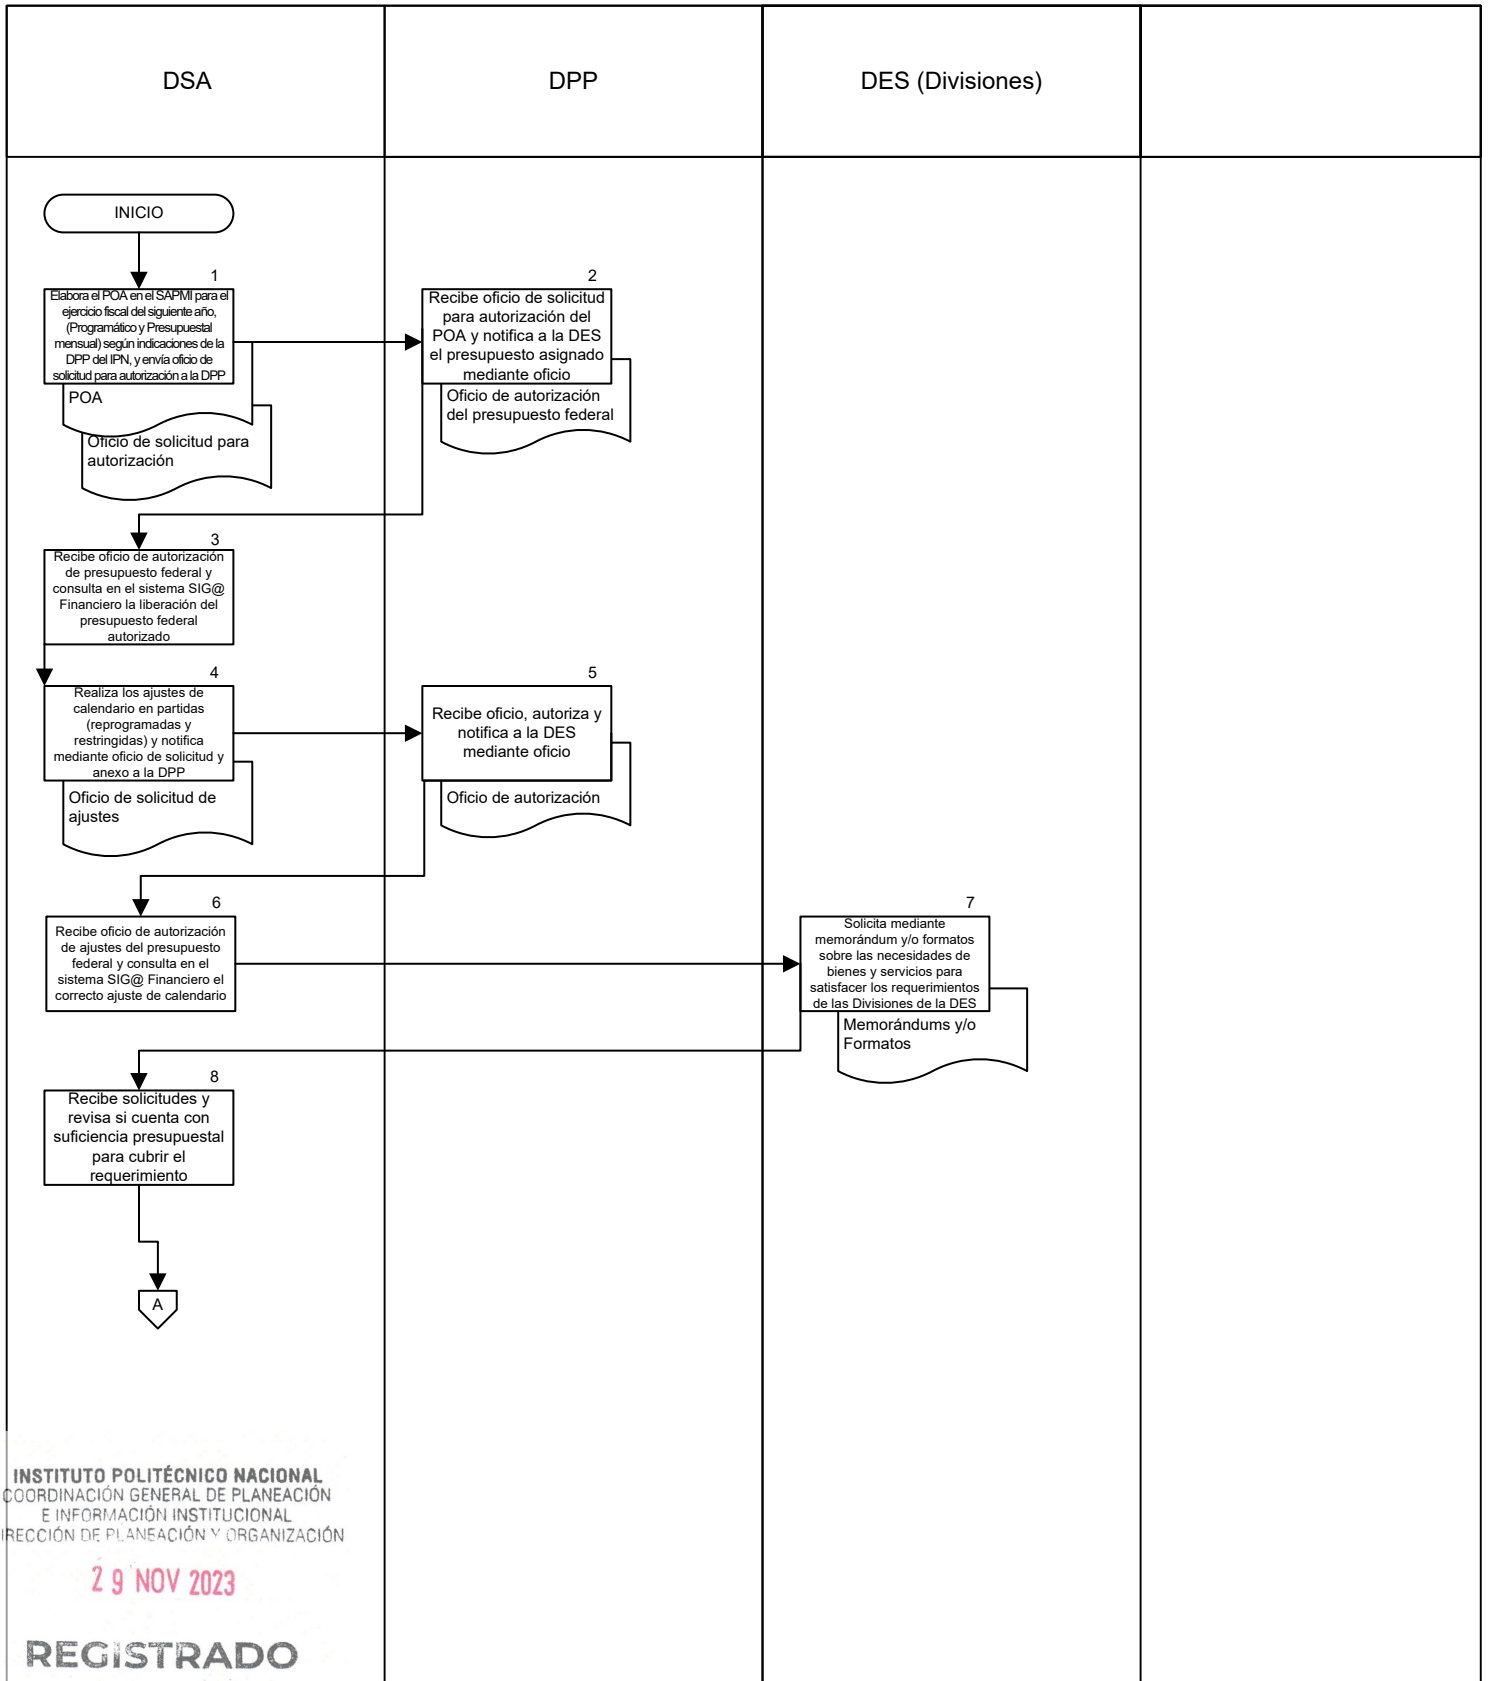 DSA
DPP
DES (Divisiones)
INICIO
1
Elabora el POA en el SAPMI para el
ejercicio fiscal del siguiente año,
(Programático y Presupuestal
mensual) según indicaciones de la
DPP del IPN, y envía oficio de
solicitud para autorización a la DPP
POA
Oficio de solicitud para
autorización
2
Recibe oficio de solicitud
para autorización del
POA y notifica a la DES
el presupuesto asignado
mediante oficio
Oficio de autorización
del presupuesto federal
3
Recibe oficio de autorización
de presupuesto federal y
consulta en el sistema SIG@
Financiero la liberación del
presupuesto federal
autorizado
4
Realiza los ajustes de
calendario en partidas
(reprogramadas y
restringidas) y notifica
mediante oficio de solicitud y
anexo a la DPP
Oficio de solicitud de
ajustes
5
Recibe oficio, autoriza y
notifica a la DES
mediante oficio
Oficio de autorización
6
Recibe oficio de autorización
de ajustes del presupuesto
federal y consulta en el
sistema SIG@ Financiero el
correcto ajuste de calendario
7
Solicita mediante
memorándum y/o formatos
sobre las necesidades de
bienes y servicios para
satisfacer los requerimientos
de las Divisiones de la DES
Memorándums y/o
Formatos
8
Recibe solicitudes y
revisa si cuenta con
suficiencia presupuestal
para cubrir el
requerimiento
A
INSTITUTO POLITÉCNICO NACIONAL
COORDINACIÓN GENERAL DE PLANEACIÓN
E INFORMACIÓN INSTITUCIONAL
IRECCIÓN DE PLANEACIÓN Y ORGANIZACIÓN
29 NOV 2023
REGISTRADO